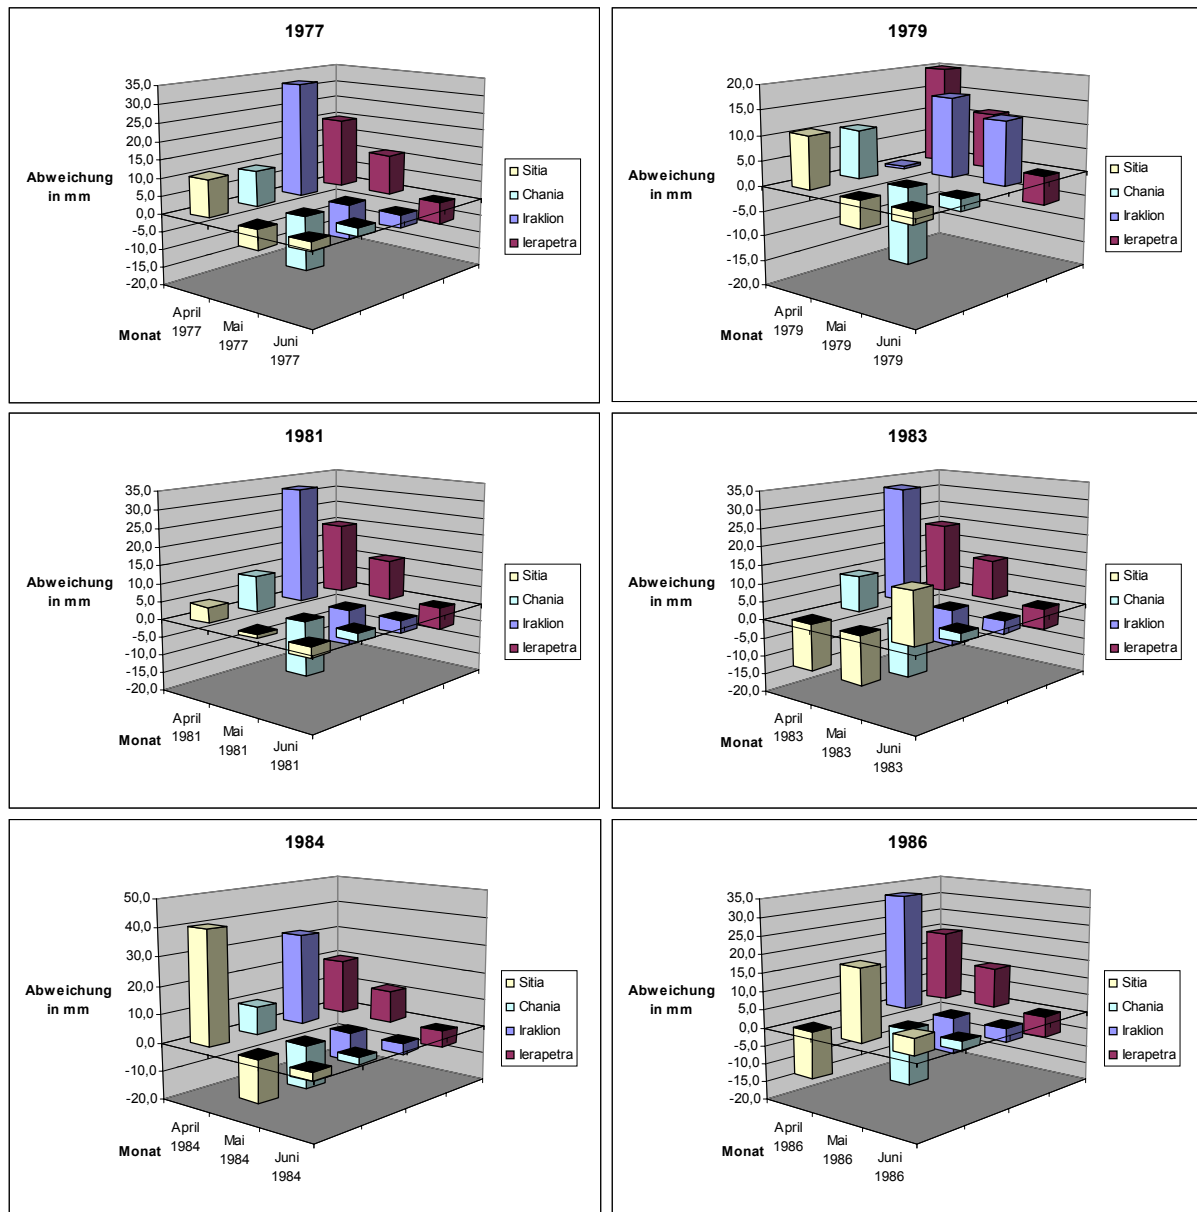 1977
Abweichung
in mm
35,0
30,0
25,0
20,0
15,0
10,0
5,0
0,0
-5,0
-10,0
-15,0
-20,0
April
1977
Mai
1977
Juni
1977
Monat
Sitia
Chania
Iraklion
Ierapetra
1979
Abweichung
in mm
20,0
15,0
10,0
5,0
0,0
-5,0
-10,0
-15,0
-20,0
April
1979
Mai
1979
Juni
1979
Monat
Sitia
Chania
Iraklion
Ierapetra
1981
Abweichung
in mm
35,0
30,0
25,0
20,0
15,0
10,0
5,0
0,0
-5,0
-10,0
-15,0
-20,0
April
1981
Mai
1981
Juni
1981
Monat
Sitia
Chania
Iraklion
Ierapetra
1983
Abweichung
in mm
35,0
30,0
25,0
20,0
15,0
10,0
5,0
0,0
-5,0
-10,0
-15,0
-20,0
April
1983
Mai
1983
Juni
1983
Monat
Sitia
Chania
Iraklion
Ierapetra
1984
Abweichung
in mm
50,0
40,0
30,0
20,0
10,0
0,0
-10,0
-20,0
April
1984
Mai
1984
Juni
1984
Monat
Sitia
Chania
Iraklion
Ierapetra
1986
Abweichung
in mm
35,0
30,0
25,0
20,0
15,0
10,0
5,0
0,0
-5,0
-10,0
-15,0
-20,0
April
1986
Mai
1986
Juni
1986
Monat
Sitia
Chania
Iraklion
Ierapetra